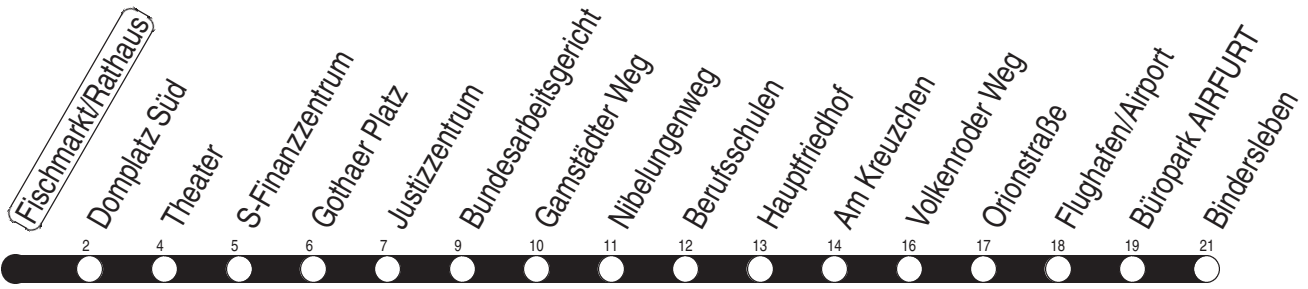 Fischmarkt/Rathaus
Domplatz Süd
Theater
S-Finanzzentrum
Gothaer Platz
Justizzentrum
Bundesarbeitsgericht
Gamstädter Weg
Nibelungenweg
Berufsschulen
Hauptfriedhof
Am Kreuzchen
Volkenroder Weg
Orionstraße
Flughafen/Airport
Büropark AIRFURT
Bindersleben
2 4 5 6 7 9 10 11 12 13 14 16 17 18 19 21